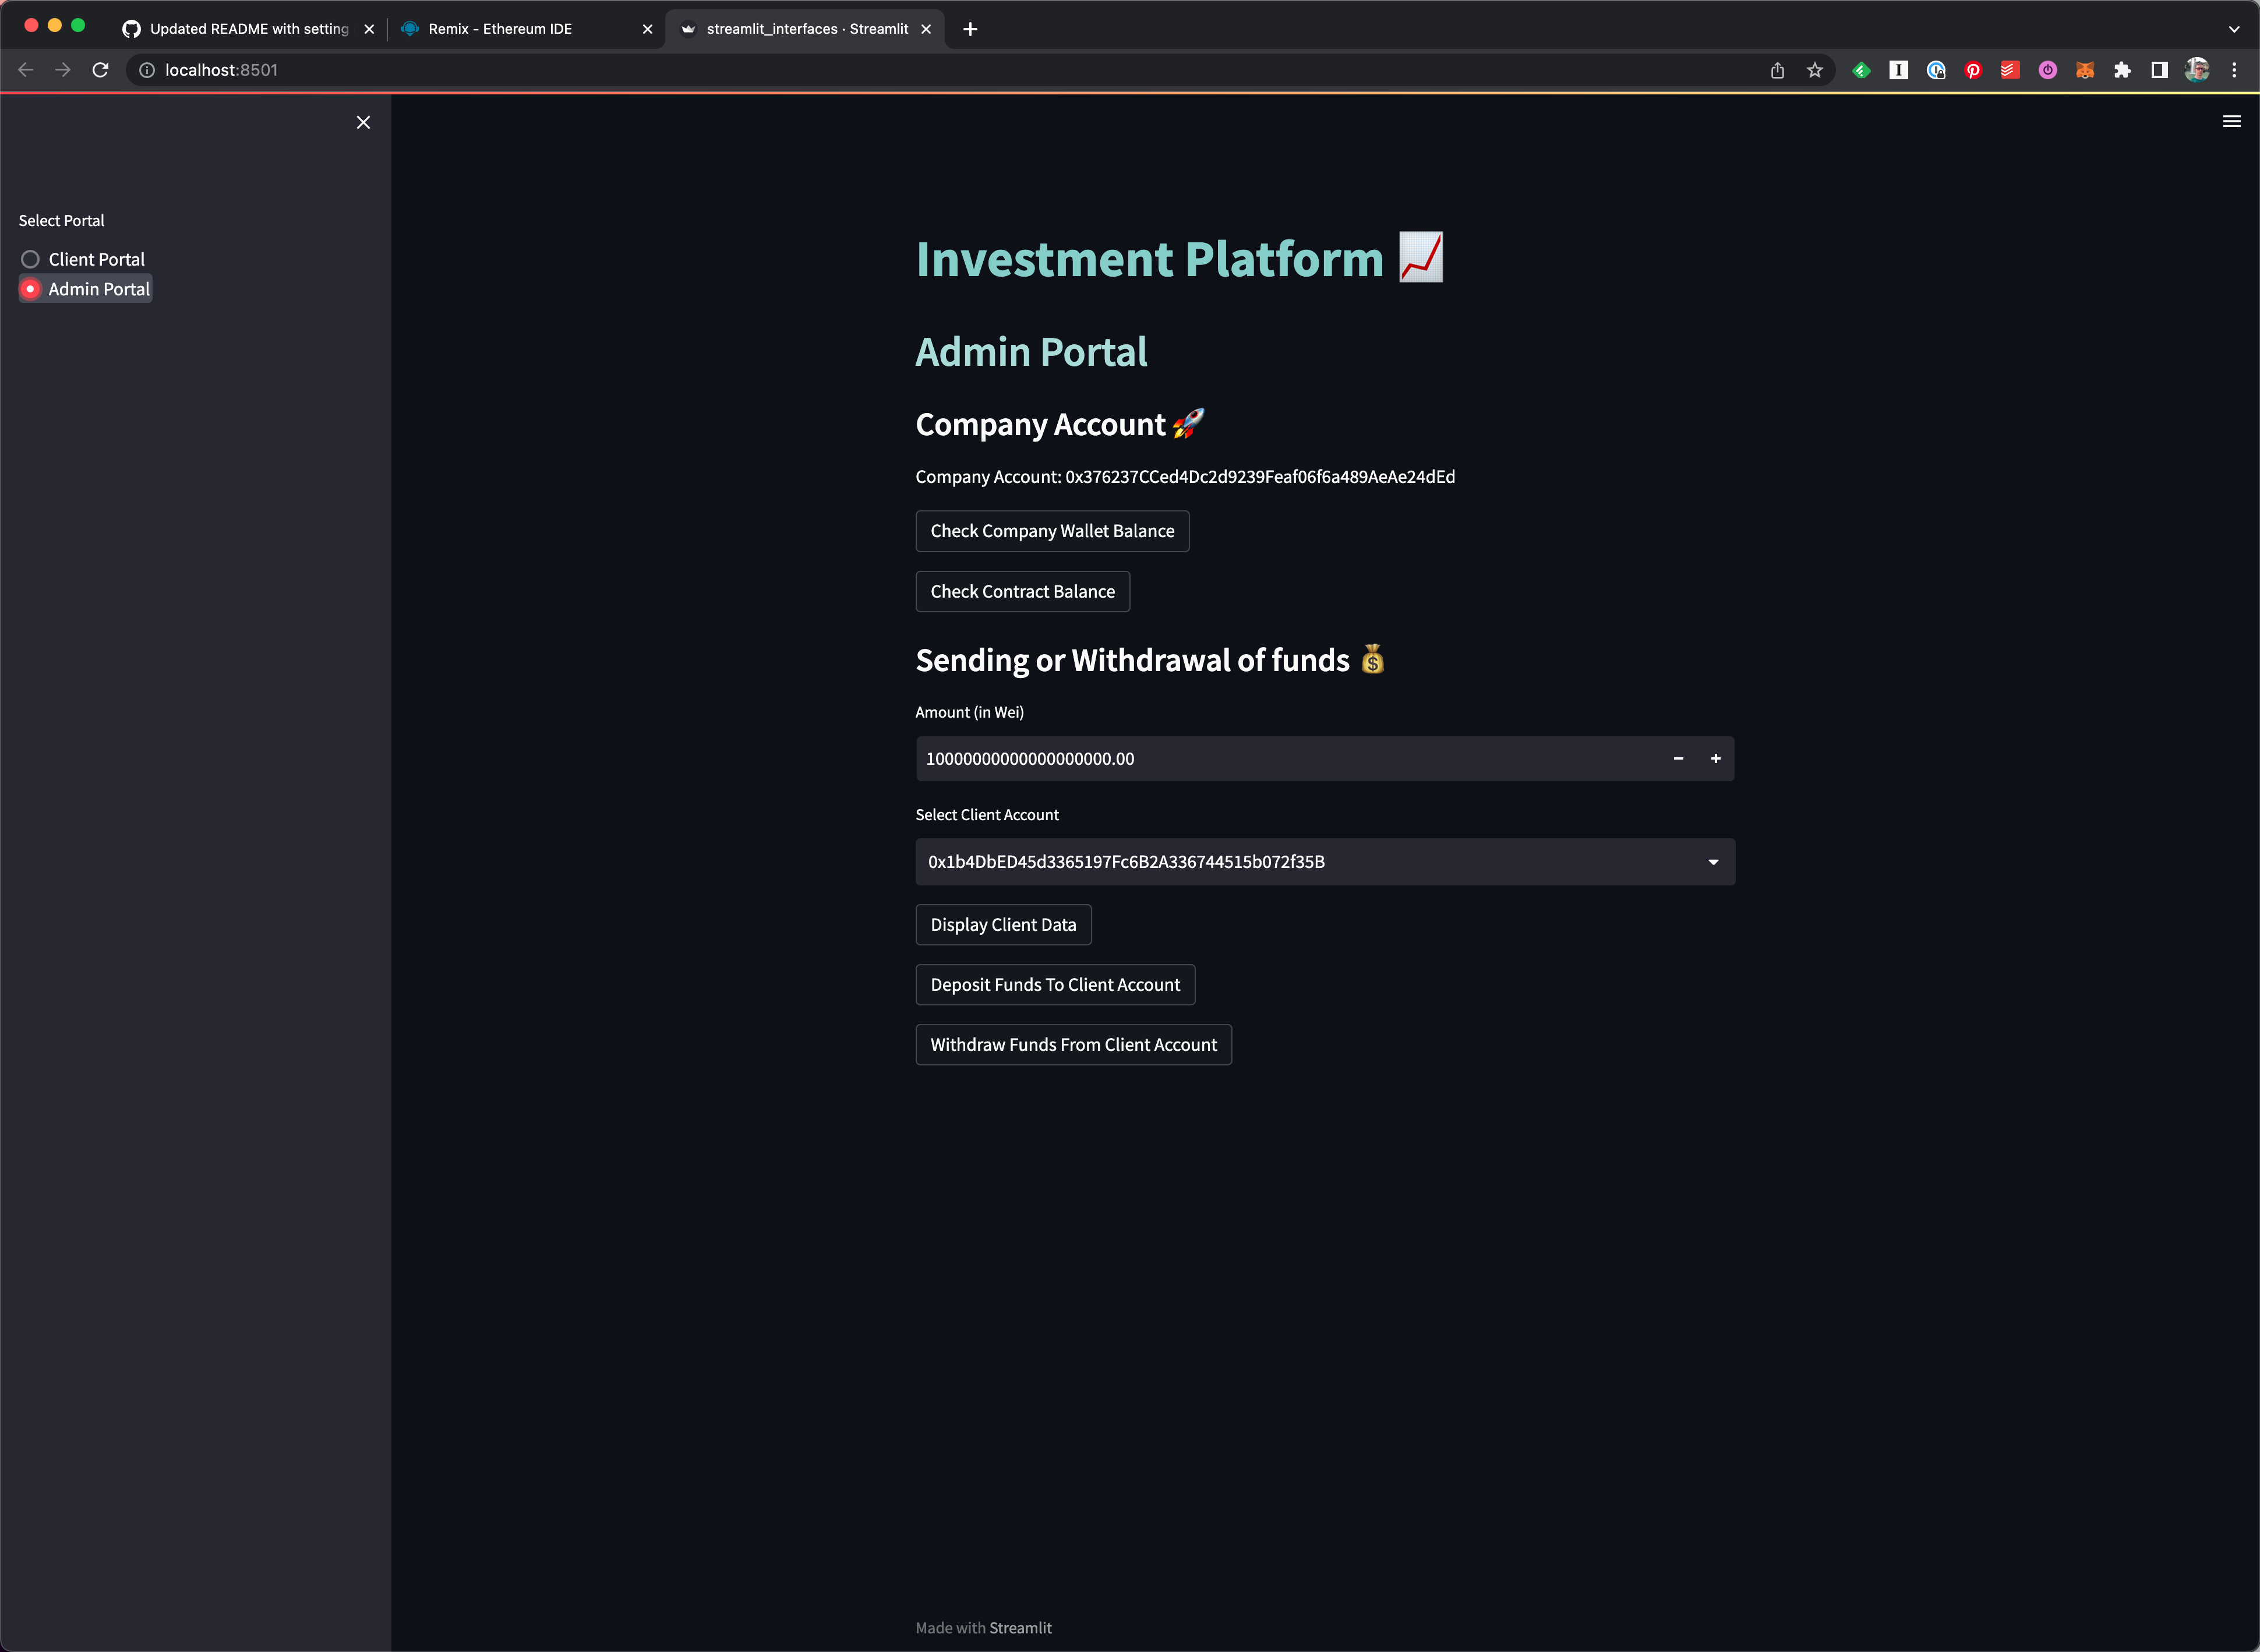 Updated README with setting
Remix - Ethereum IDE
streamlit_interfaces · Streamlit
localhost:8501
Select Portal
Client Portal
Admin Portal
Investment Platform 📈
Admin Portal
Company Account 🚀
Company Account: 0x376237CCed4Dc2d9239Feaf06f6a489AeAe24dEd
Check Company Wallet Balance
Check Contract Balance
Sending or Withdrawal of funds 💰
Amount (in Wei)
10000000000000000000.00
Select Client Account
0x1b4DbED45d3365197Fc6B2A336744515b072f35B
Display Client Data
Deposit Funds To Client Account
Withdraw Funds From Client Account
Made with Streamlit